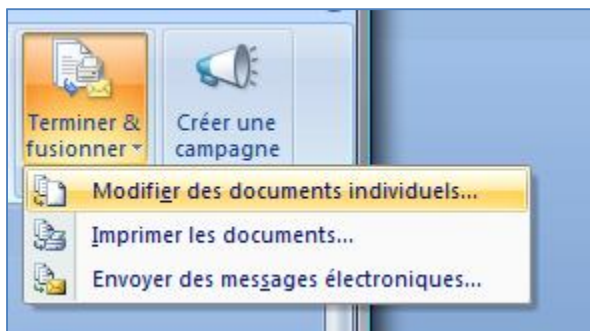 Terminer &
fusionner
Créer une
campagne
Modifier des documents individuels...
Imprimer les documents...
Envoyer des messages électroniques...